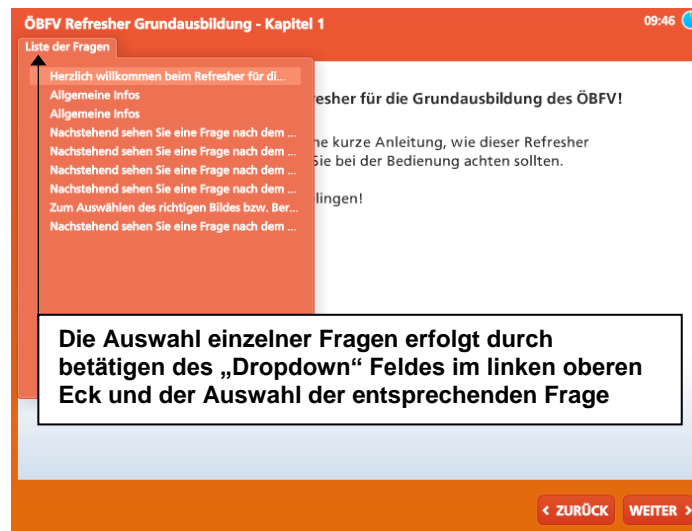 ÖBFV Refresher Grundausbildung - Kapitel 1
09:46
Liste der Fragen
Herzlich willkommen beim Refresher für di...
Allgemeine Infos
Allgemeine Infos
Nachstehend sehen Sie eine Frage nach dem ...
Nachstehend sehen Sie eine Frage nach dem ...
Nachstehend sehen Sie eine Frage nach dem ...
Nachstehend sehen Sie eine Frage nach dem ...
Zum Auswählen des richtigen Bildes bzw. Ber...
Nachstehend sehen Sie eine Frage nach dem ...
für die Grundausbildung des ÖBFV!
kurze Anleitung, wie dieser Refresher
Sie bei der Bedienung achten sollten.
lingen!
Die Auswahl einzelner Fragen erfolgt durch
betätigen des „Dropdown“ Feldes im linken oberen
Eck und der Auswahl der entsprechenden Frage
< ZURÜCK
WEITER >